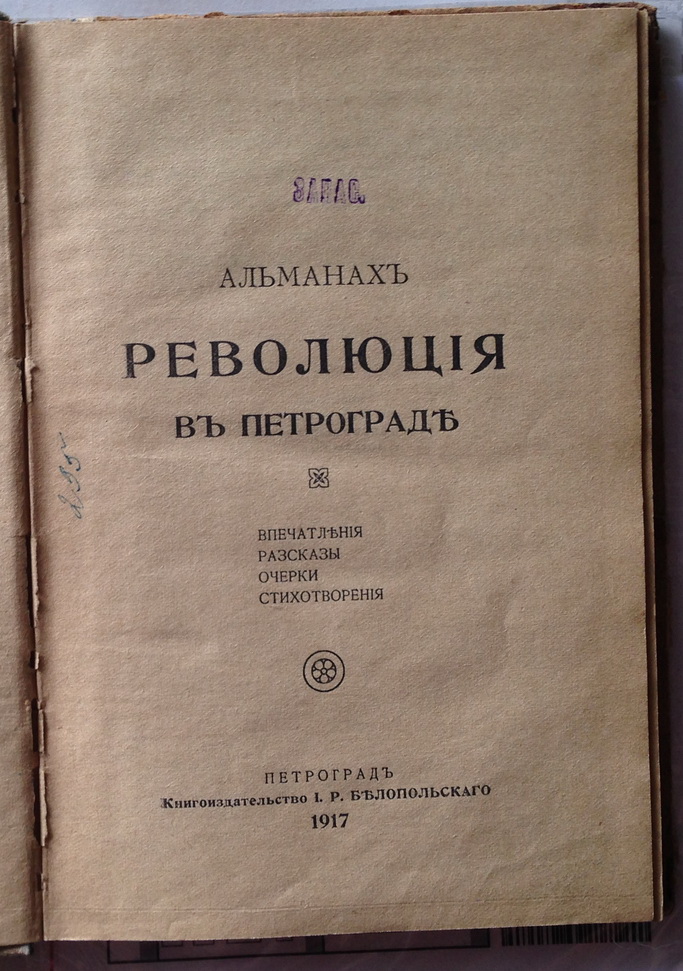 ЗАПАС.
АЛЬМАНАХЪ
РЕВОЛЮЦІЯ
ВЪ ПЕТРОГРАДѢ
ВПЕЧАТЛѢНІЯ
РАЗСКАЗЫ
ОЧЕРКИ
СТИХОТВОРЕНІЯ
ПЕТРОГРАДЪ
Книгоиздательство І. Р. БѢЛОПОЛЬСКАГО
1917